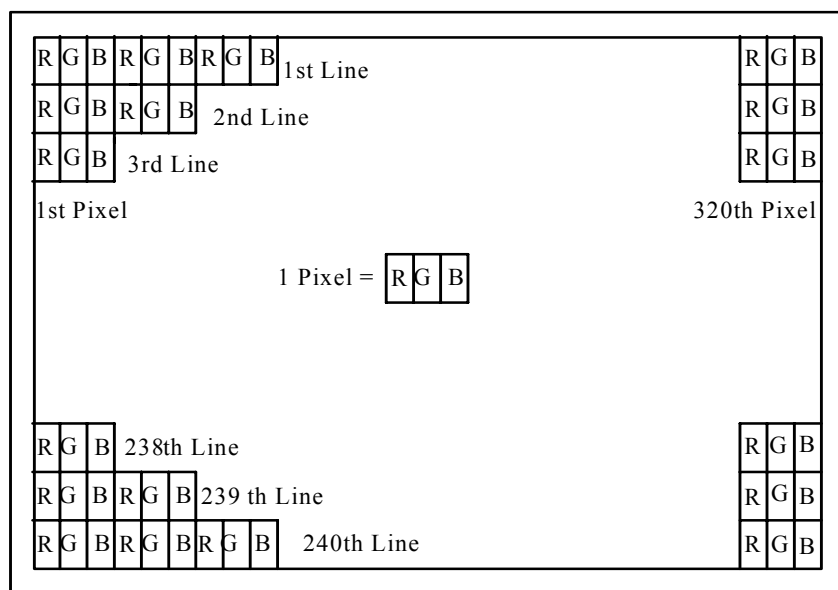 R G B R G B R G B 1st Line R G B
R G B R G B 2nd Line R G B
R G B 3rd Line R G B
1st Pixel 320th Pixel
1 Pixel = R G B
R G B 238th Line R G B
R G B R G B 239 th Line R G B
R G B R G B R G B 240th Line R G B